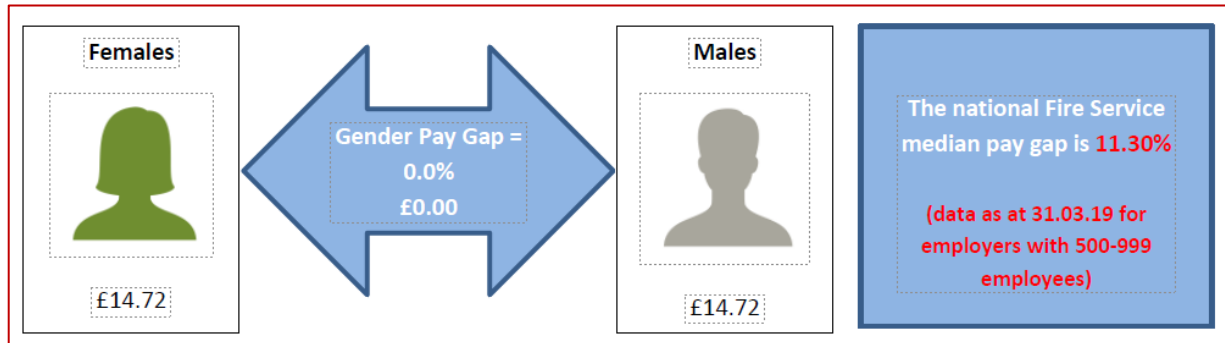 Females
£14.72
Gender Pay Gap =
0.0%
£0.00
Males
£14.72
The national Fire Service
median pay gap is 11.30%
(data as at 31.03.19 for
employers with 500-999
employees)